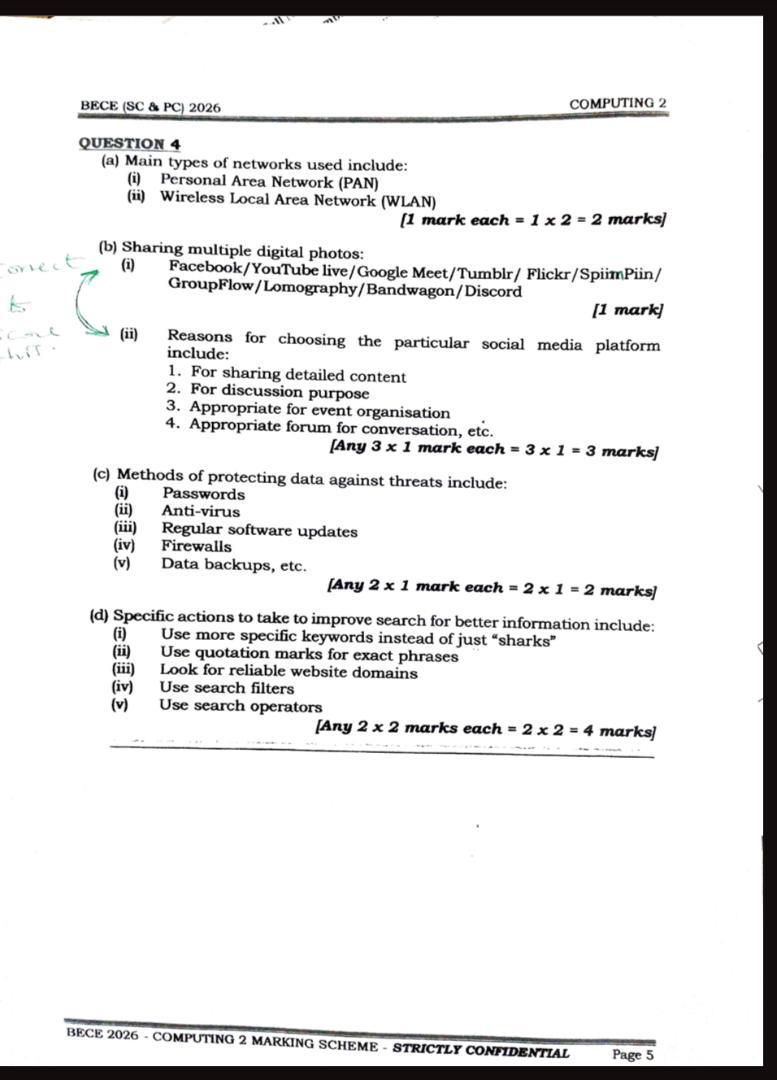 BECE (SC & PC) 2026 COMPUTING 2
QUESTION 4
(a) Main types of networks used include:
(i) Personal Area Network (PAN)
(ii) Wireless Local Area Network (WLAN)
[1 mark each = 1 x 2 = 2 marks]
(b) Sharing multiple digital photos:
(i) Facebook/YouTube live/Google Meet/Tumblr/ Flickr/SpiimPiin/
GroupFlow/Lomography/Bandwagon/Discord
[1 mark]
(ii) Reasons for choosing the particular social media platform
include:
1. For sharing detailed content
2. For discussion purpose
3. Appropriate for event organisation
4. Appropriate forum for conversation, etc.
[Any 3 x 1 mark each = 3 x 1 = 3 marks]
(c) Methods of protecting data against threats include:
(i) Passwords
(ii) Anti-virus
(iii) Regular software updates
(iv) Firewalls
(v) Data backups, etc.
[Any 2 x 1 mark each = 2 x 1 = 2 marks]
(d) Specific actions to take to improve search for better information include:
(i) Use more specific keywords instead of just “sharks”
(ii) Use quotation marks for exact phrases
(iii) Look for reliable website domains
(iv) Use search filters
(v) Use search operators
[Any 2 x 2 marks each = 2 x 2 = 4 marks]
BECE 2026 - COMPUTING 2 MARKING SCHEME - STRICTLY CONFIDENTIAL Page 5